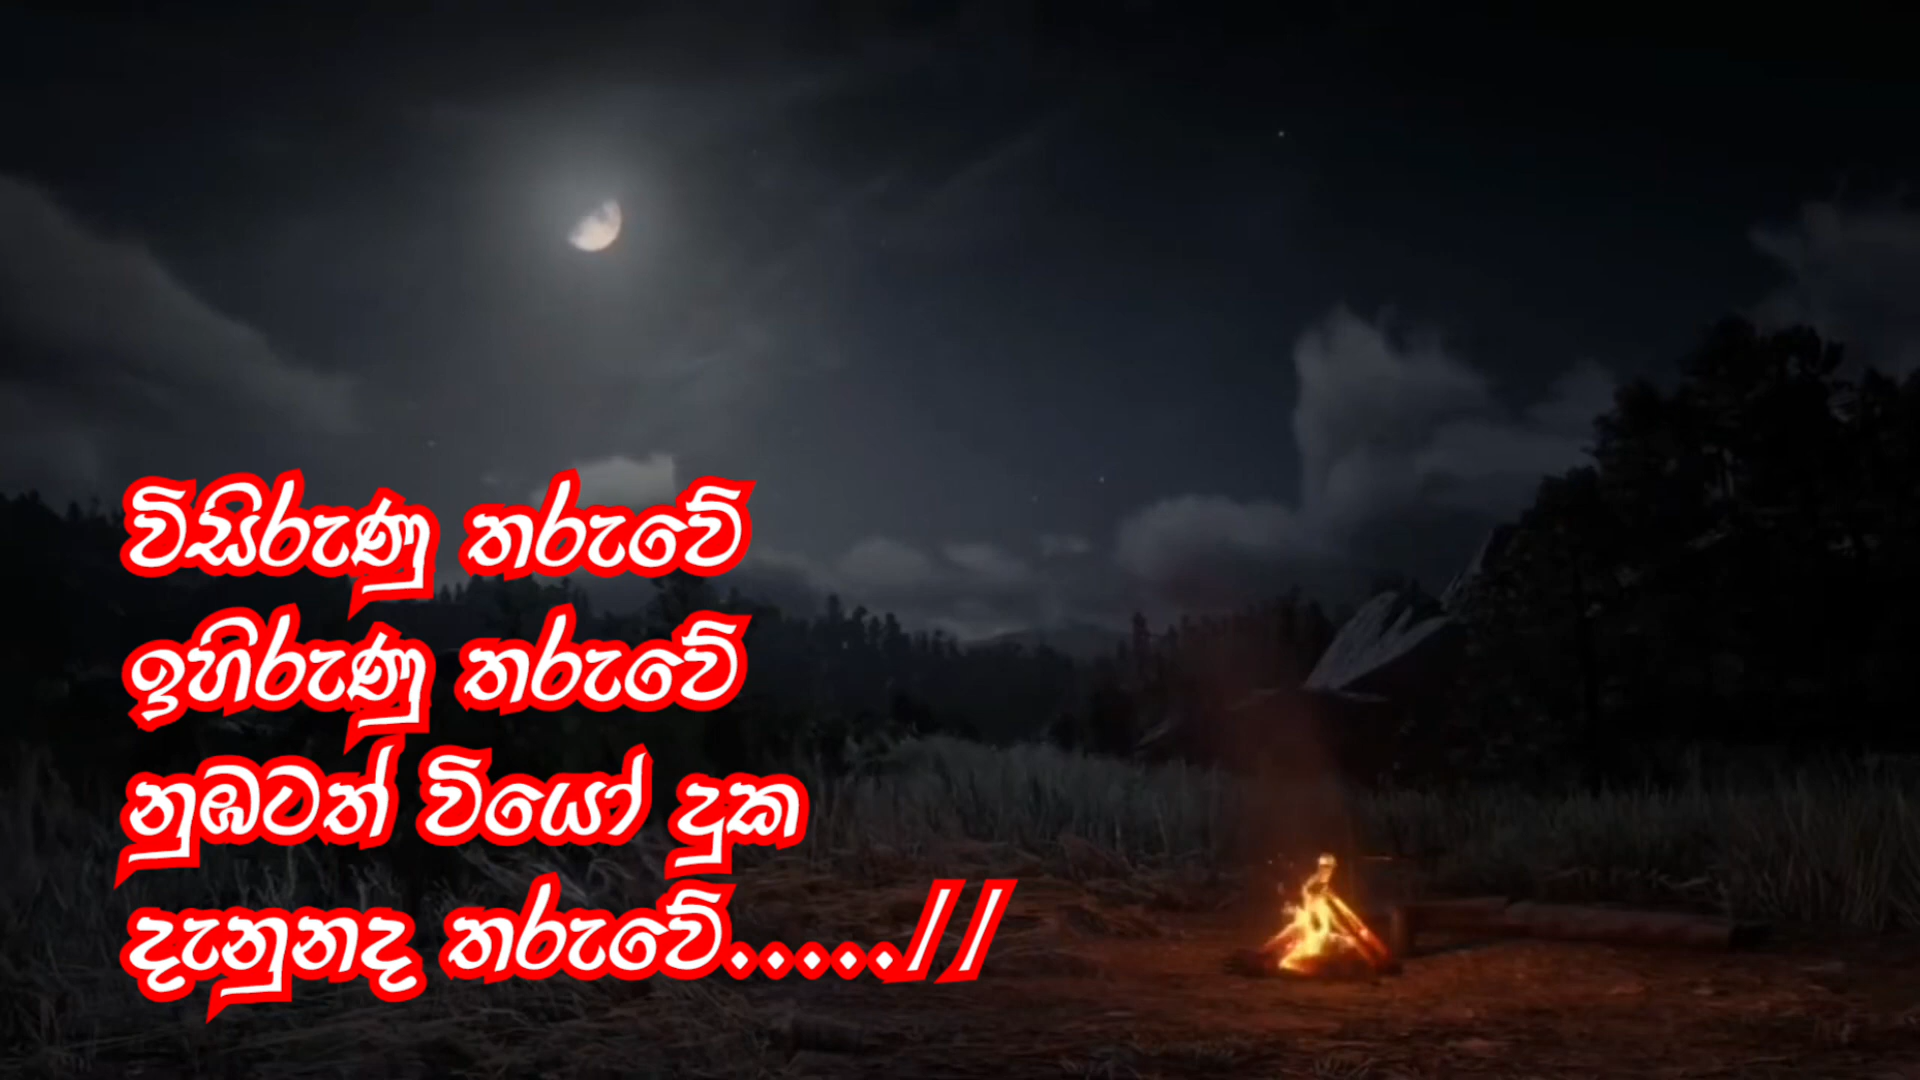 විසිරුණු තරුවේ
ඉහිරුණු තරුවේ
නුඹටත් වියෝ දුක
දැනුනද තරුවේ.....//